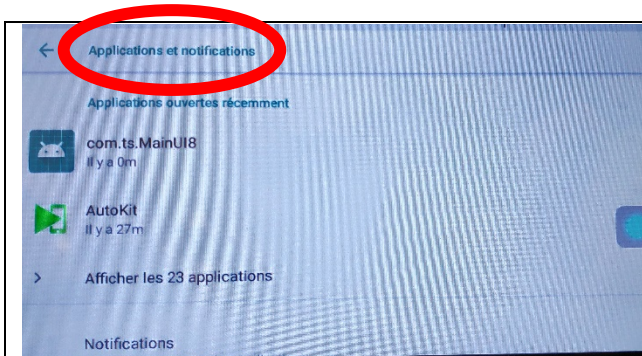 Applications et notifications
Applications ouvertes récemment
com.ts.MainUI8
Il y a 0m
AutoKit
Il y a 27m
Afficher les 23 applications
Notifications